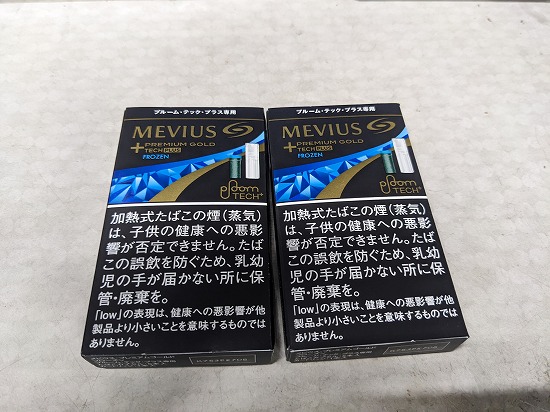 ブルーム・テック・プラス専用
MEVIUS
PREMIUM GOLD
+TECH PLUS
FROZEN
Ploom
TECH+
加熱式たばこの煙(蒸気)
は、子供の健康への悪影
響が否定できません。たば
この誤飲を防ぐため、乳幼
児の手が届かない所に保
管・廃棄を。
「low」の表現は、健康への悪影響が他
製品より小さいことを意味するものでは
ありません。
プルーム・テック・プラス専用
MEVIUS
PREMIUM GOLD
+TECH PLUS
FROZEN
Ploom
TECH+
加熱式たばこの煙(蒸気)
は、子供の健康への悪影
響が否定できません。たば
この誤飲を防ぐため、乳幼
児の手が届かない所に保
管・廃棄を。
「low」の表現は、健康への悪影響が他
製品より小さいことを意味するものでは
ありません。